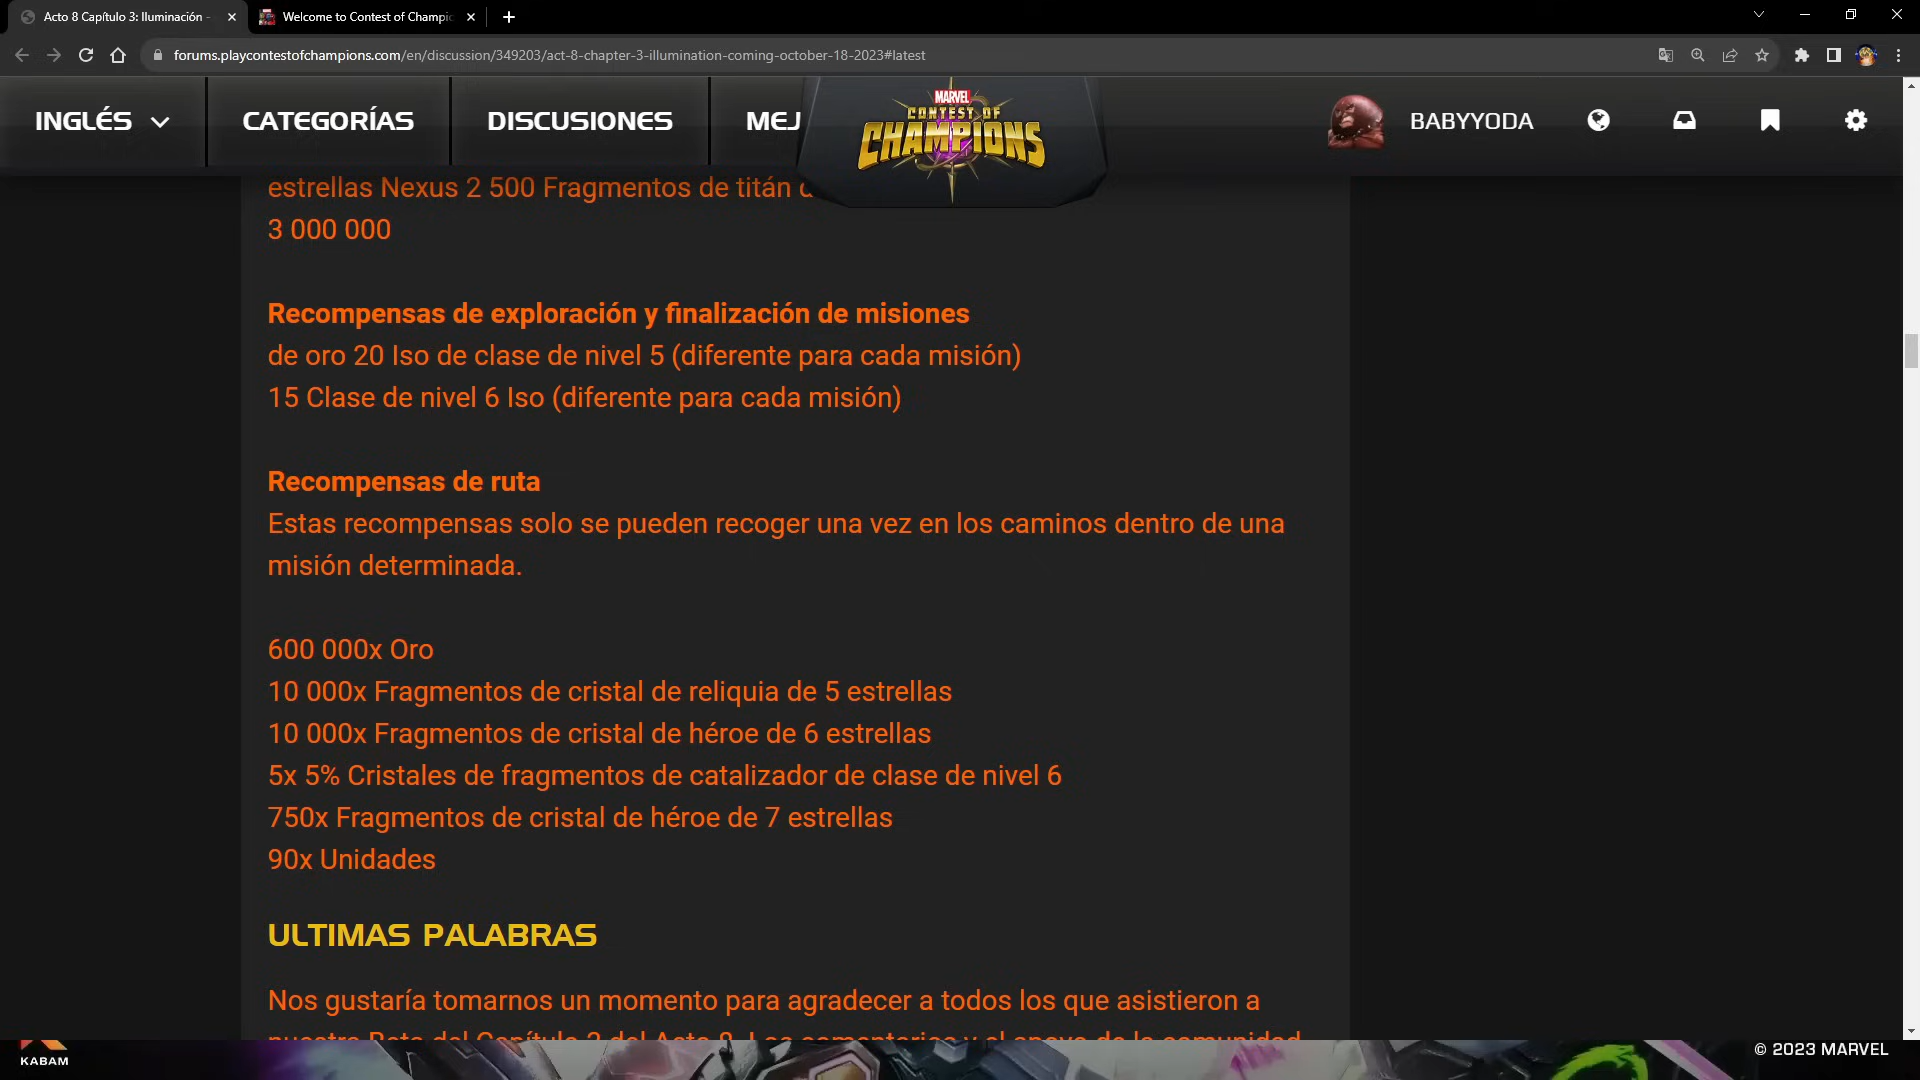 Acto 8 Capítulo 3: Iluminación -
Welcome to Contest of Champi
forums.playcontestofchampions.com/en/discussion/349203/act-8-chapter-3-illumination-coming-october-18-2023#latest
INGLÉS
CATEGORÍAS
DISCUSIONES
MEJ
MARVEL
CONTEST OF
CHAMPIONS
BABYYODA
estrellas Nexus 2 500 Fragmentos de titán
3 000 000
Recompensas de exploración y finalización de misiones
de oro 20 Iso de clase de nivel 5 (diferente para cada misión)
15 Clase de nivel 6 Iso (diferente para cada misión)
Recompensas de ruta
Estas recompensas solo se pueden recoger una vez en los caminos dentro de una
misión determinada.
600 000x Oro
10 000x Fragmentos de cristal de reliquia de 5 estrellas
10 000x Fragmentos de cristal de héroe de 6 estrellas
5x 5% Cristales de fragmentos de catalizador de clase de nivel 6
750x Fragmentos de cristal de héroe de 7 estrellas
90x Unidades
ULTIMAS PALABRAS
Nos gustaría tomarnos un momento para agradecer a todos los que asistieron a
KABAM
© 2023 MARVEL